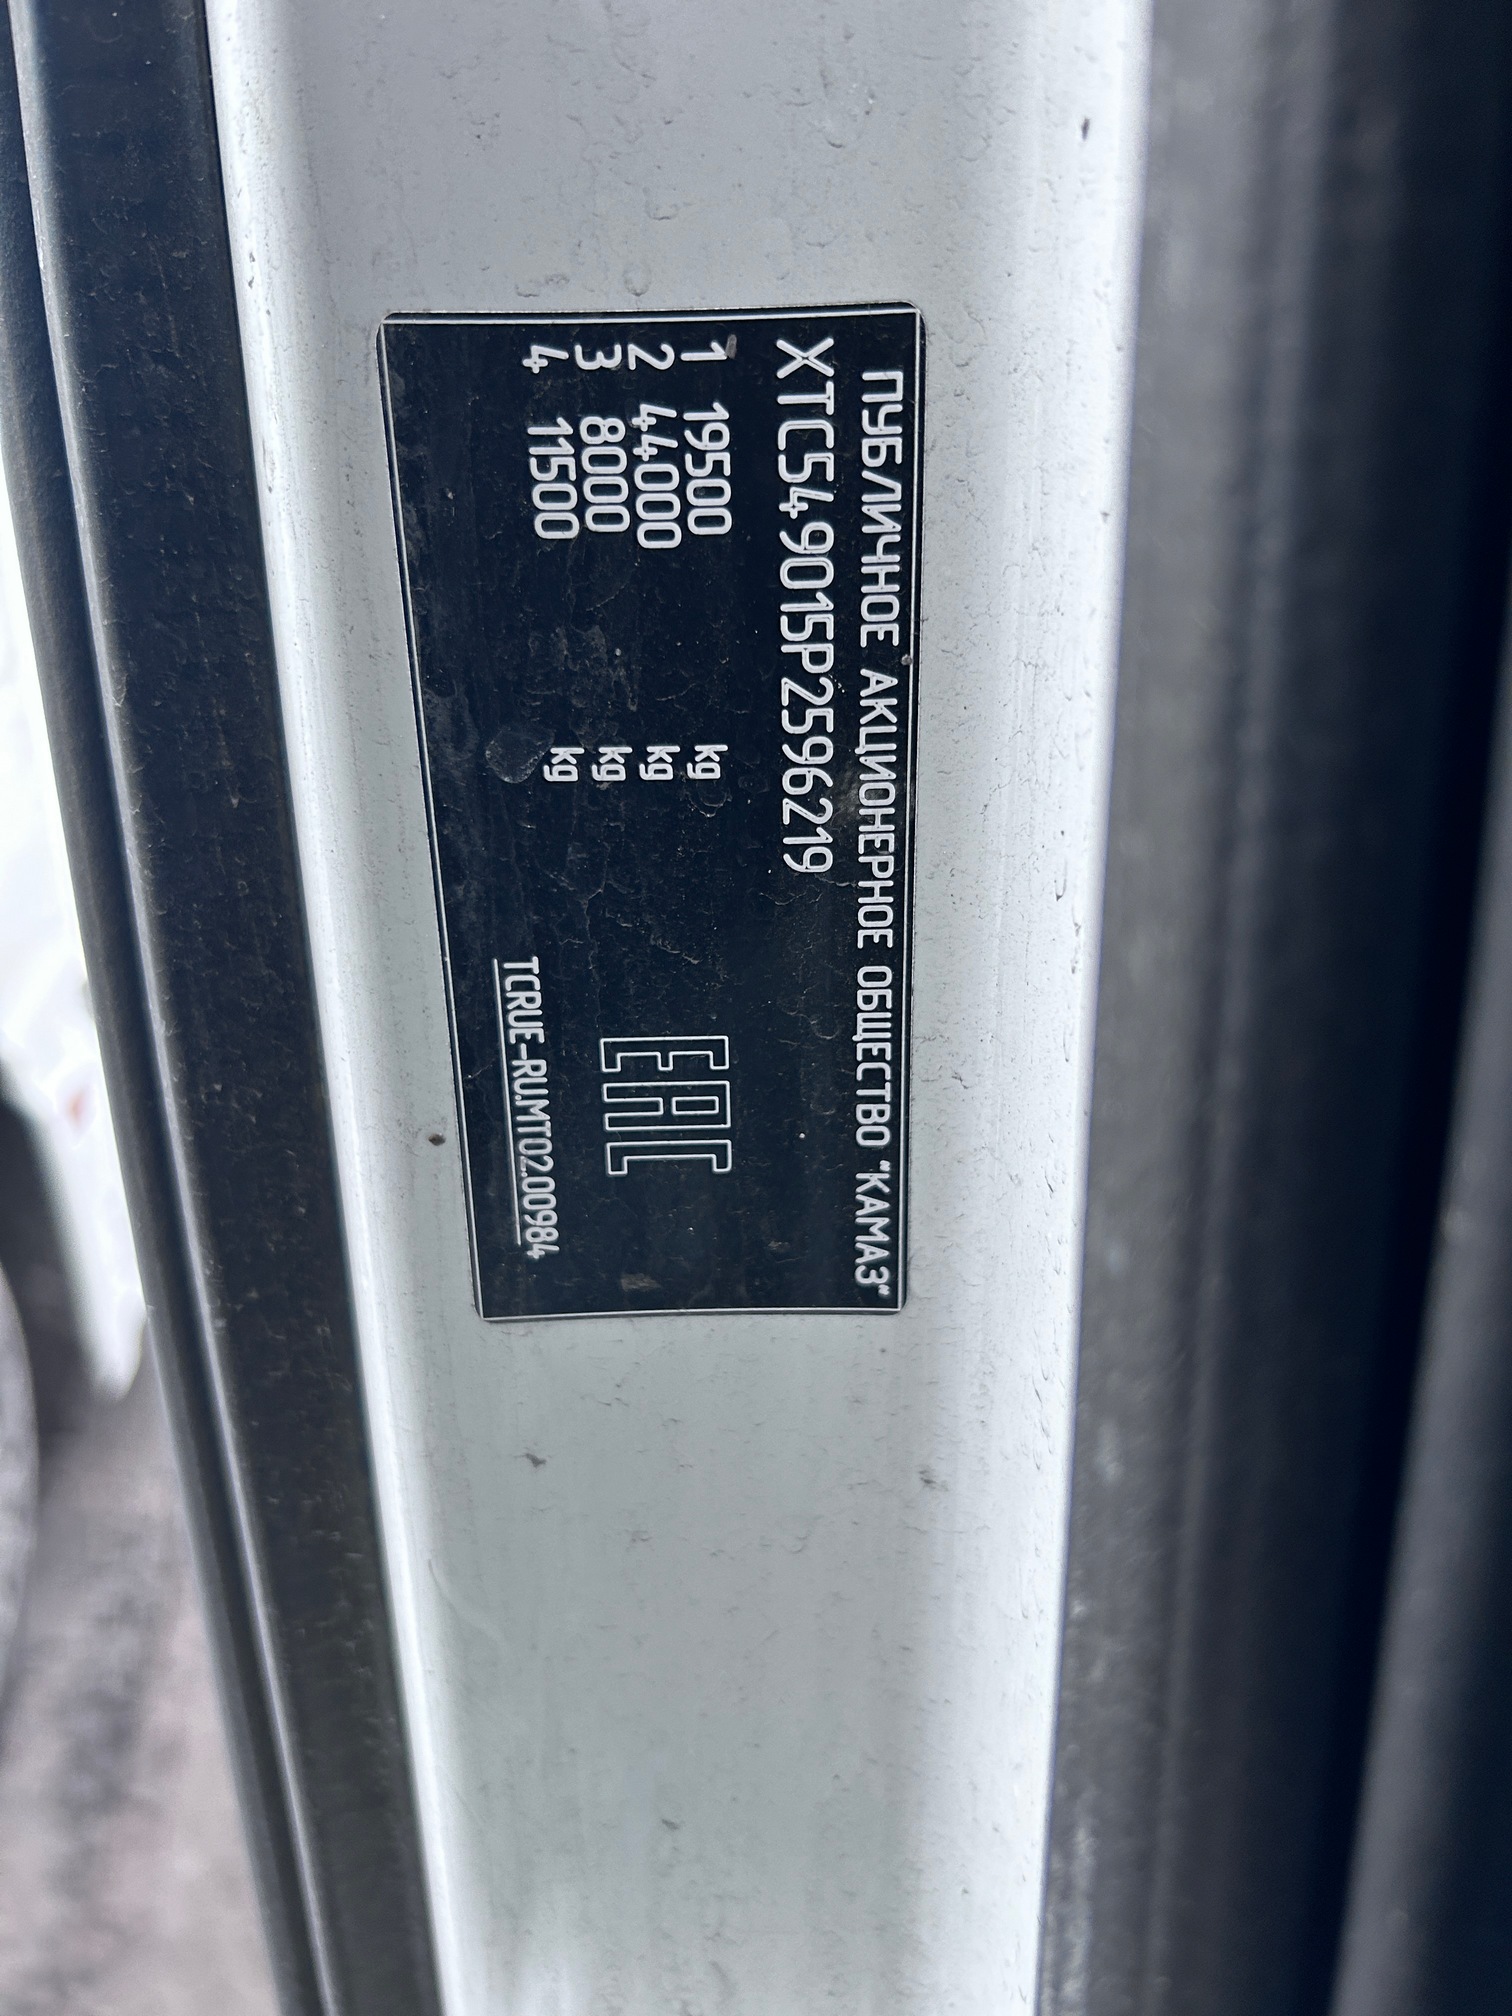 ПУБЛИЧНОЕ АКЦИОНЕРНОЕ ОБЩЕСТВО "КАМАЗ"
XTC549015P2596219
1 19500 kg
2 44000 kg
3 8000 kg
4 11500 kg
EAC
TCRUE-RU.MT02.00984